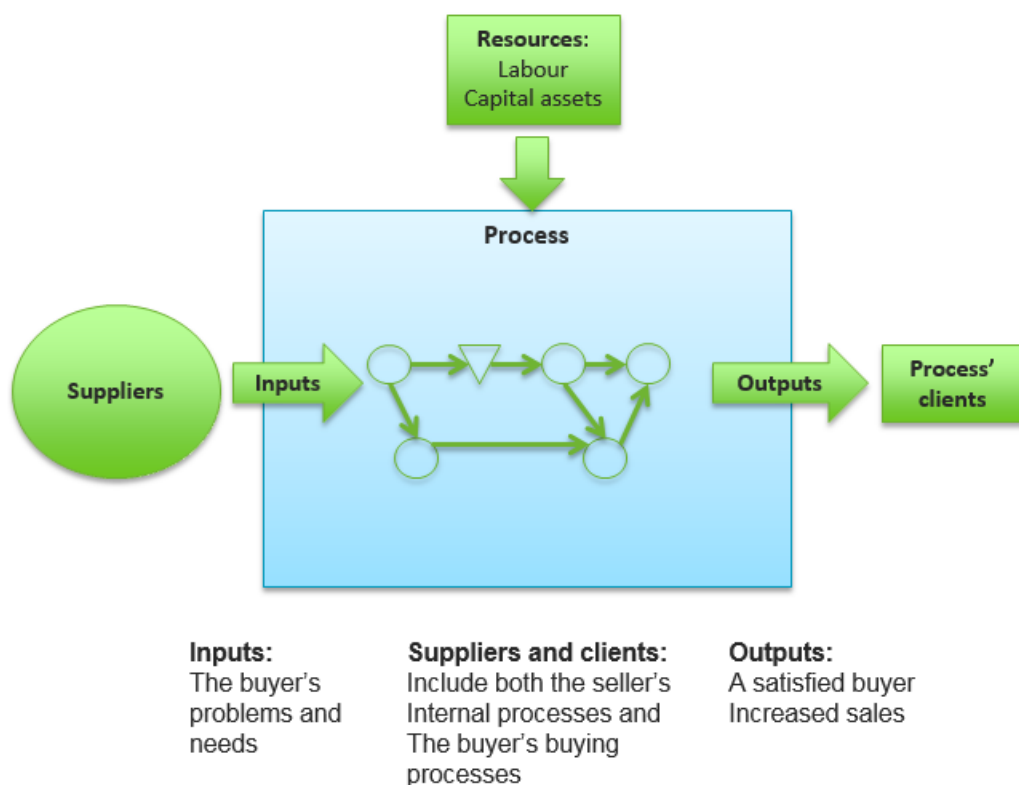 Resources:
Labour
Capital assets
Process
Suppliers
Inputs
Outputs
Process’
clients
Inputs:
The buyer’s
problems and
needs
Suppliers and clients:
Include both the seller’s
Internal processes and
The buyer’s buying
processes
Outputs:
A satisfied buyer
Increased sales